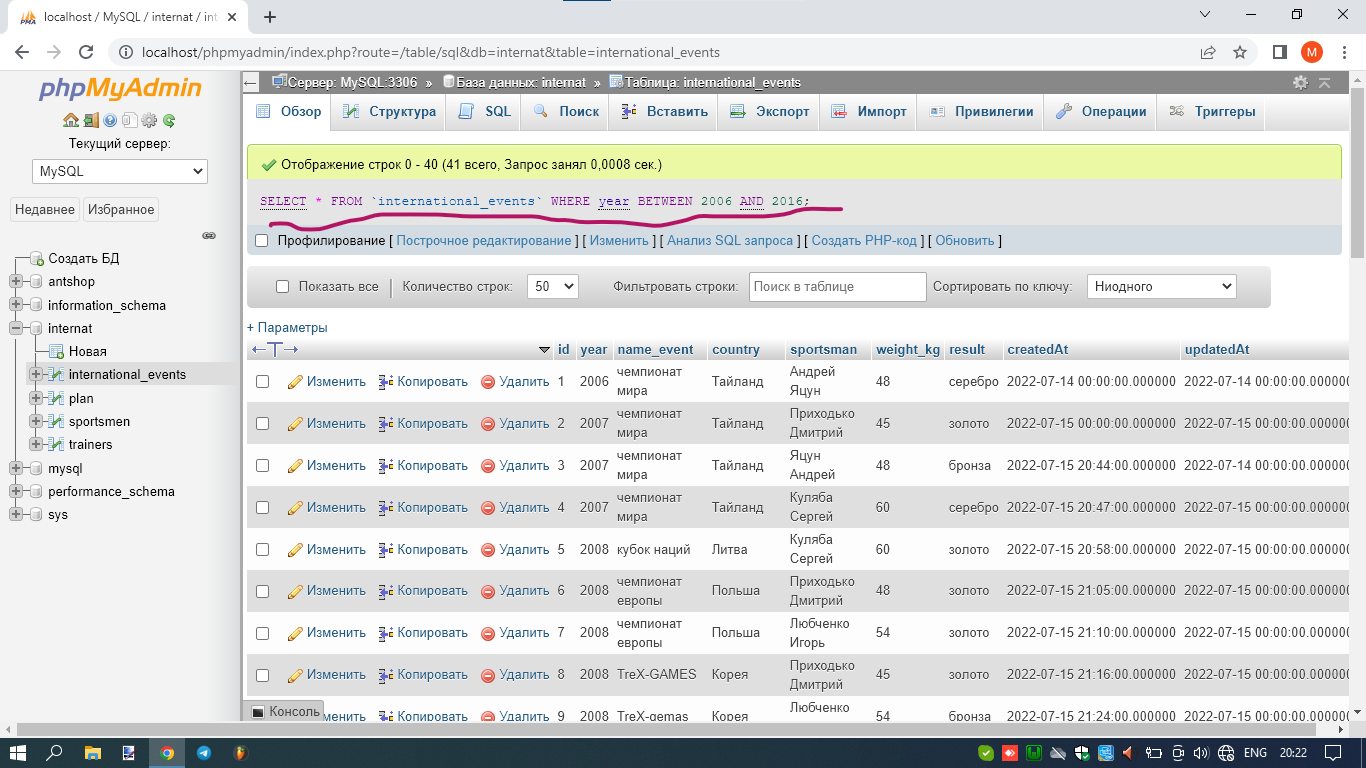 localhost / MySQL / internat / int
localhost/phpmyadmin/index.php?route=/table/sql&db=internat&table=international_events
M
phpMyAdmin
Текущий сервер:
MySQL
Недавнее Избранное
Создать БД
antshop
information_schema
internat
Новая
international_events
plan
sportsmen
trainers
mysql
performance_schema
sys
Сервер: MySQL:3306 » База данных: internat » Таблица: international_events
Обзор Структура SQL Поиск Вставить Экспорт Импорт Привилегии Операции Триггеры
Отображение строк 0 - 40 (41 всего, Запрос занял 0,0008 сек.)
SELECT * FROM `international_events` WHERE year BETWEEN 2006 AND 2016;
Профилирование [ Построчное редактирование ] [ Изменить ] [ Анализ SQL запроса ] [ Создать PHP-код ] [ Обновить ]
Показать все | Количество строк: 50 Фильтровать строки: Поиск в таблице Сортировать по ключу: Ниодного
+ Параметры
←T→ id year name_event country sportsman weight_kg result createdAt updatedAt
Изменить Копировать Удалить 1 2006 чемпионат мира Тайланд Андрей Яцун 48 серебро 2022-07-14 00:00:00.000000 2022-07-14 00:00:00.000000
Изменить Копировать Удалить 2 2007 чемпионат мира Тайланд Приходько Дмитрий 45 золото 2022-07-15 00:00:00.000000 2022-07-15 00:00:00.000000
Изменить Копировать Удалить 3 2007 чемпионат мира Тайланд Яцун Андрей 48 бронза 2022-07-15 20:44:00.000000 2022-07-14 00:00:00.000000
Изменить Копировать Удалить 4 2007 чемпионат мира Тайланд Куляба Сергей 60 серебро 2022-07-15 20:47:00.000000 2022-07-15 00:00:00.000000
Изменить Копировать Удалить 5 2008 кубок наций Литва Куляба Сергей 60 золото 2022-07-15 20:58:00.000000 2022-07-15 00:00:00.000000
Изменить Копировать Удалить 6 2008 чемпионат европы Польша Приходько Дмитрий 48 золото 2022-07-15 21:05:00.000000 2022-07-15 00:00:00.000000
Изменить Копировать Удалить 7 2008 чемпионат европы Польша Любченко Игорь 54 золото 2022-07-15 21:10:00.000000 2022-07-15 00:00:00.000000
Изменить Копировать Удалить 8 2008 TreX-GAMES Корея Приходько Дмитрий 45 золото 2022-07-15 21:16:00.000000 2022-07-15 00:00:00.000000
Изменить Копировать Удалить 9 2008 TreX-gemas Корея Любченко 54 бронза 2022-07-15 21:24:00.000000 2022-07-15 00:00:00.000000
Консоль
ENG 20:22